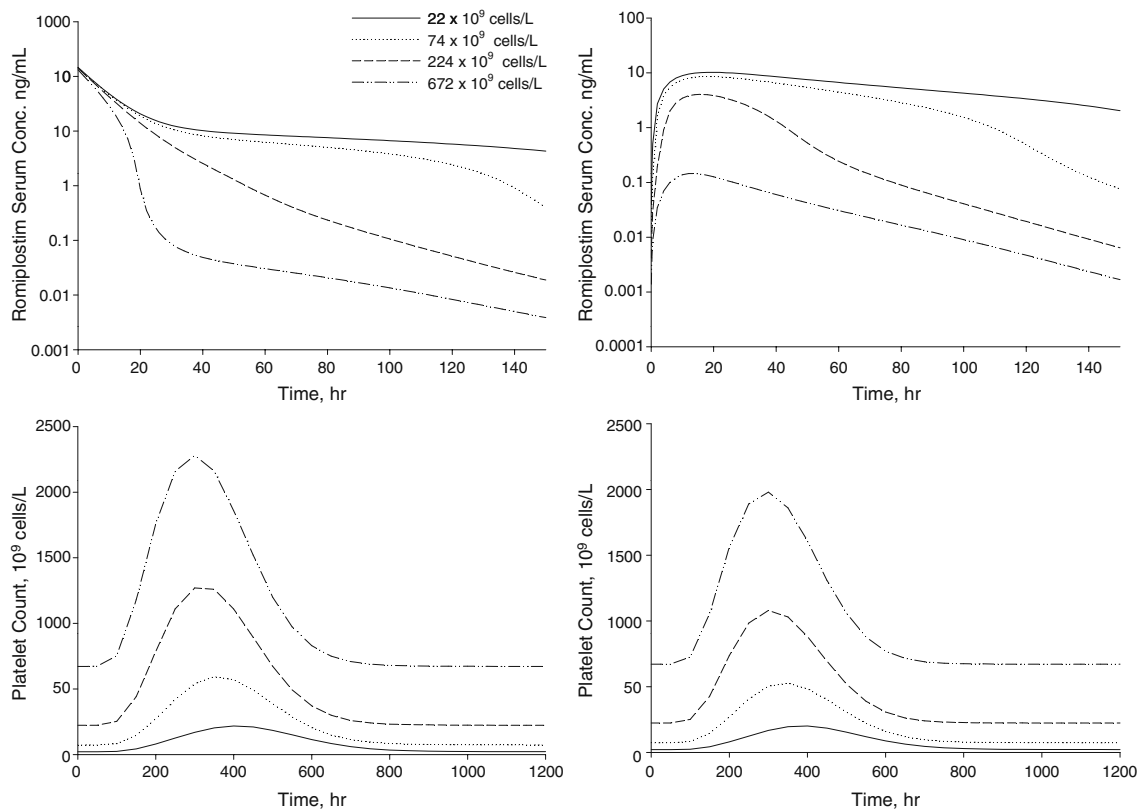 Romiplostim Serum Conc. ng/mL
1000
10
10
1
0.1
0.01
0.001
22 x 10⁹ cells/L
74 x 10⁹ cells/L
224 x 10⁹ cells/L
672 x 10⁹ cells/L
0 20 40 60 80 100 120 140
Time, hr
Romiplostim Serum Conc. ng/mL
100
10
1
0.1
0.01
0.001
0.0001
0 20 40 60 80 100 120 140
Time, hr
Platelet Count, 10⁹ cells/L
2500
2000
1500
1000
50
0
0 200 400 600 800 1000 1200
Time, hr
Platelet Count, 10⁹ cells/L
2500
2000
1500
1000
50
0
0 200 400 600 800 1000 1200
Time, hr